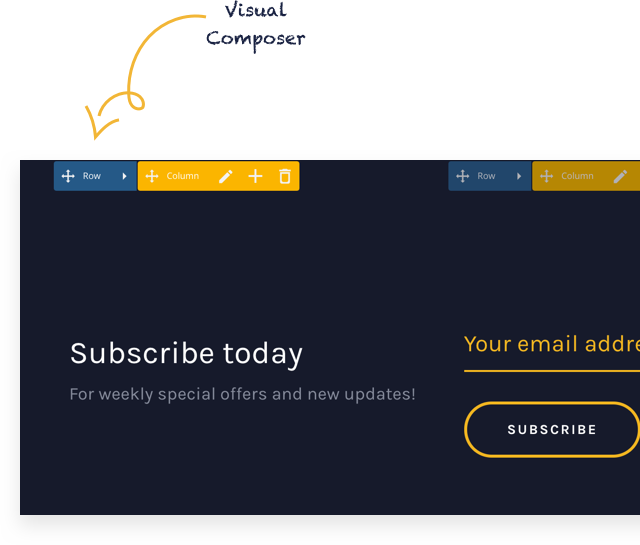 Visual
Composer
Row
Column
Row
Column
Subscribe today
For weekly special offers and new updates!
Your email addre
SUBSCRIBE